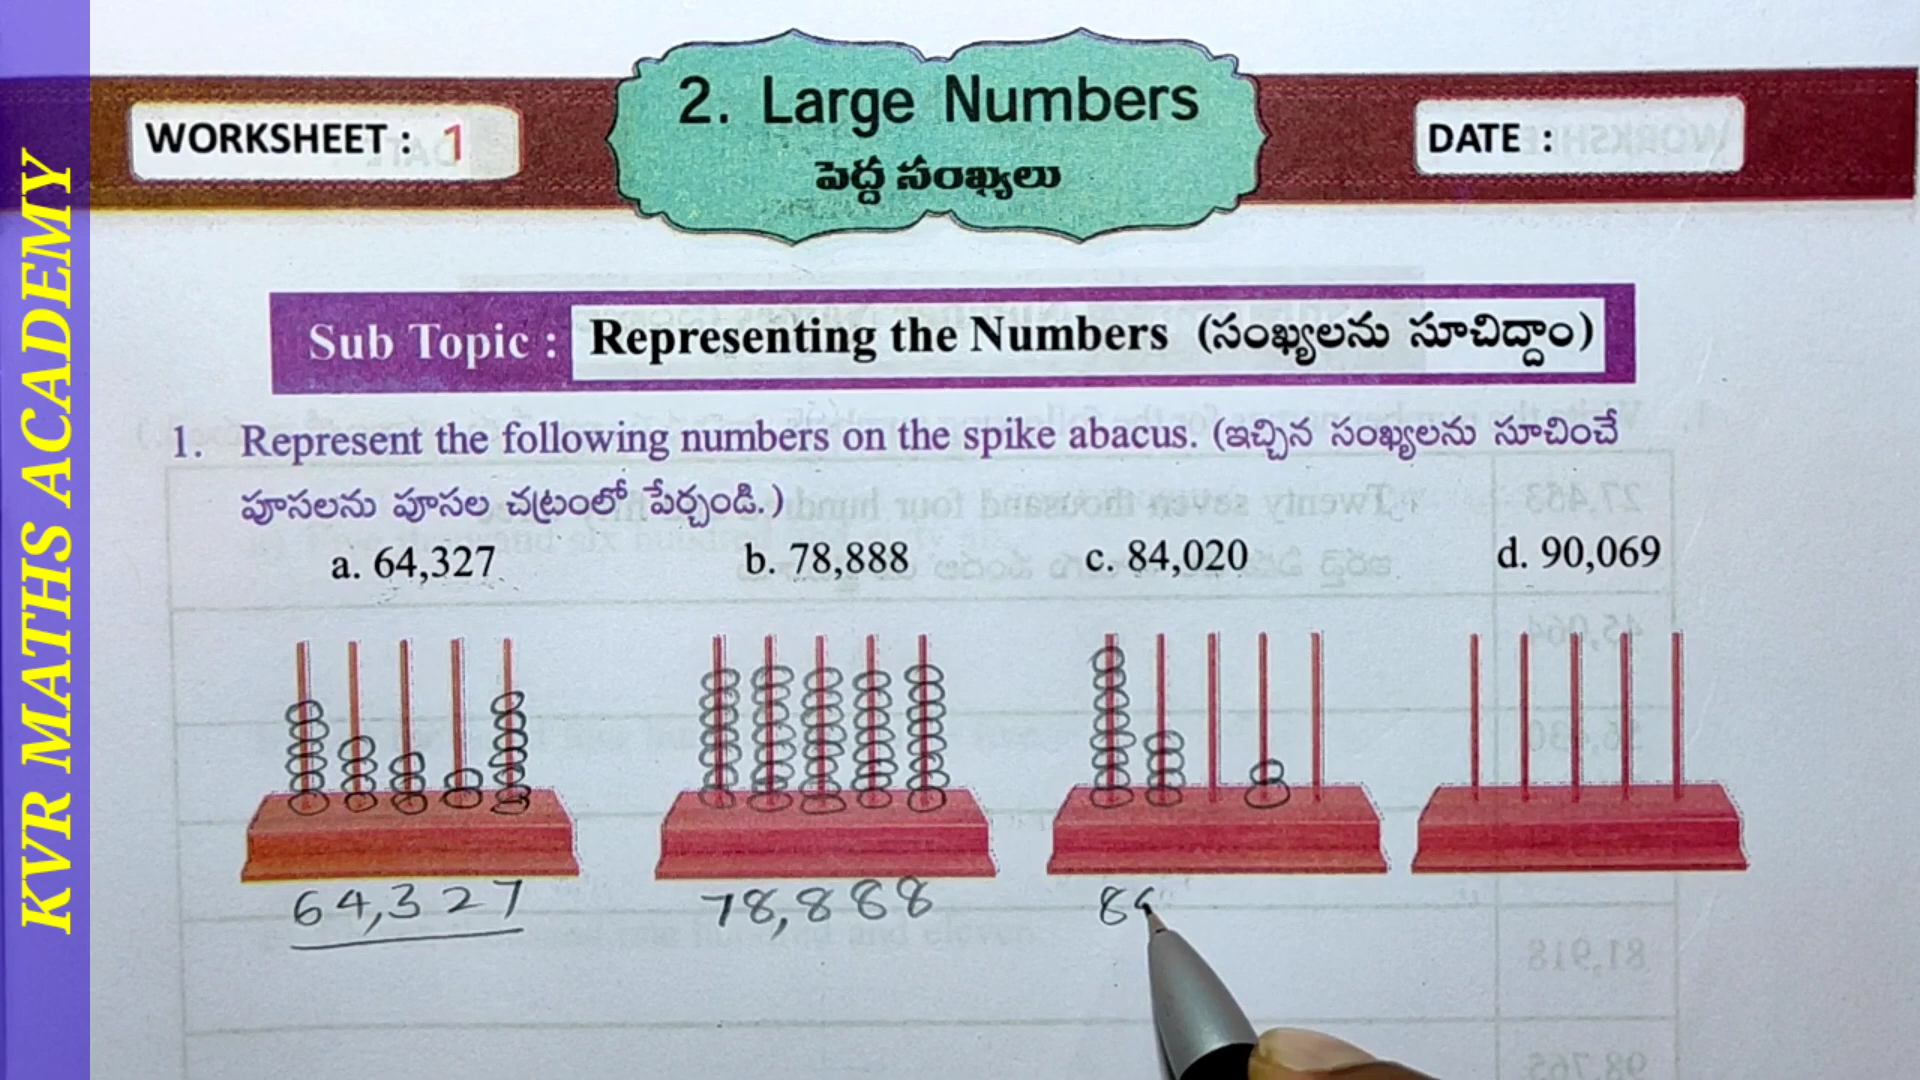 KVR MATHS ACADEMY
WORKSHEET : 1
2. Large Numbers
పెద్ద సంఖ్యలు
DATE :
Sub Topic : Representing the Numbers (సంఖ్యలను సూచిద్దాం)
1. Represent the following numbers on the spike abacus. (ఇచ్చిన సంఖ్యలను సూచించే
పూసలను పూసల చట్రంలో పేర్చండి.)
a. 64,327 b. 78,888 c. 84,020 d. 90,069
64,327 78,888 8